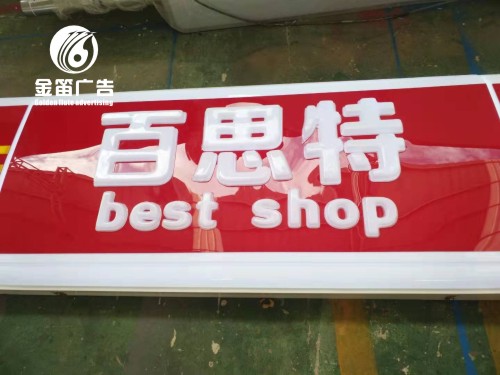 金笛广告
Golden Flute advertising
百思特
best shop